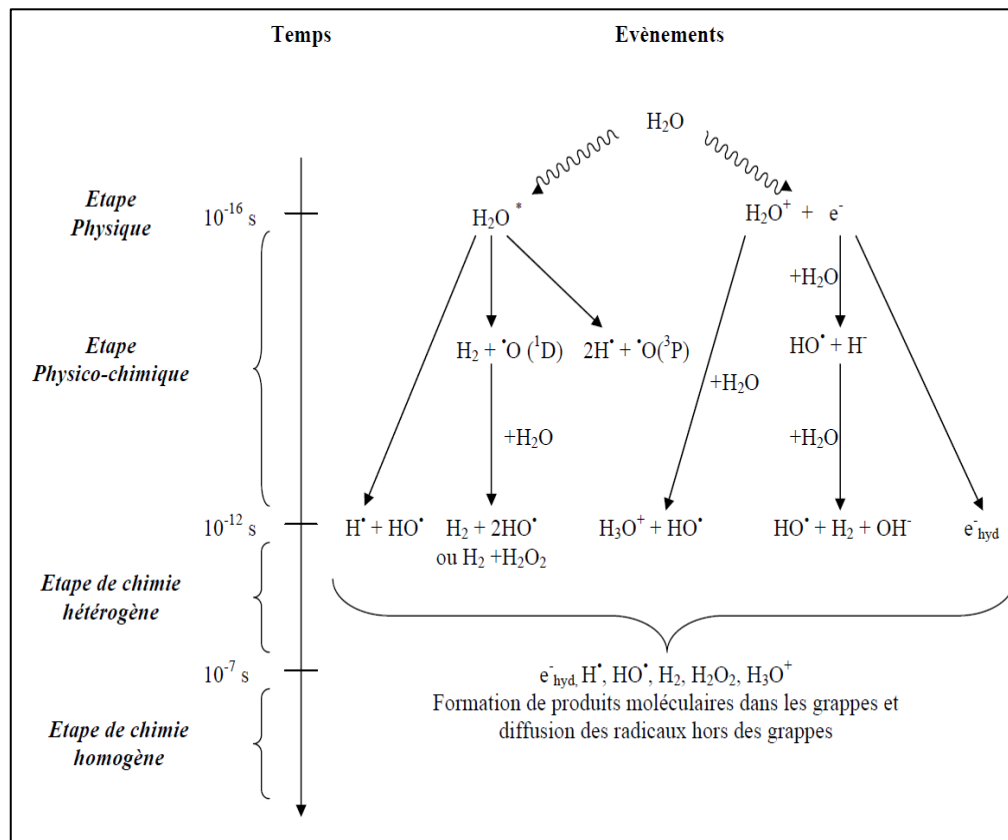 Temps Evènements
H₂O
Etape
Physique
10⁻¹⁶ s
H₂O *
H₂O⁺ + e⁻
+H₂O
Etape
Physico-chimique
H₂ + •O (¹D) 2H• + •O(³P)
HO• + H⁻
+H₂O
+H₂O
+H₂O
10⁻¹² s
H• + HO•
H₂ + 2HO•
ou H₂ +H₂O₂
H₃O⁺ + HO•
HO• + H₂ + OH⁻
e⁻hyd
Etape de chimie
hétérogène
10⁻⁷ s
e⁻hyd, H•, HO•, H₂, H₂O₂, H₃O⁺
Formation de produits moléculaires dans les grappes et
diffusion des radicaux hors des grappes
Etape de chimie
homogène